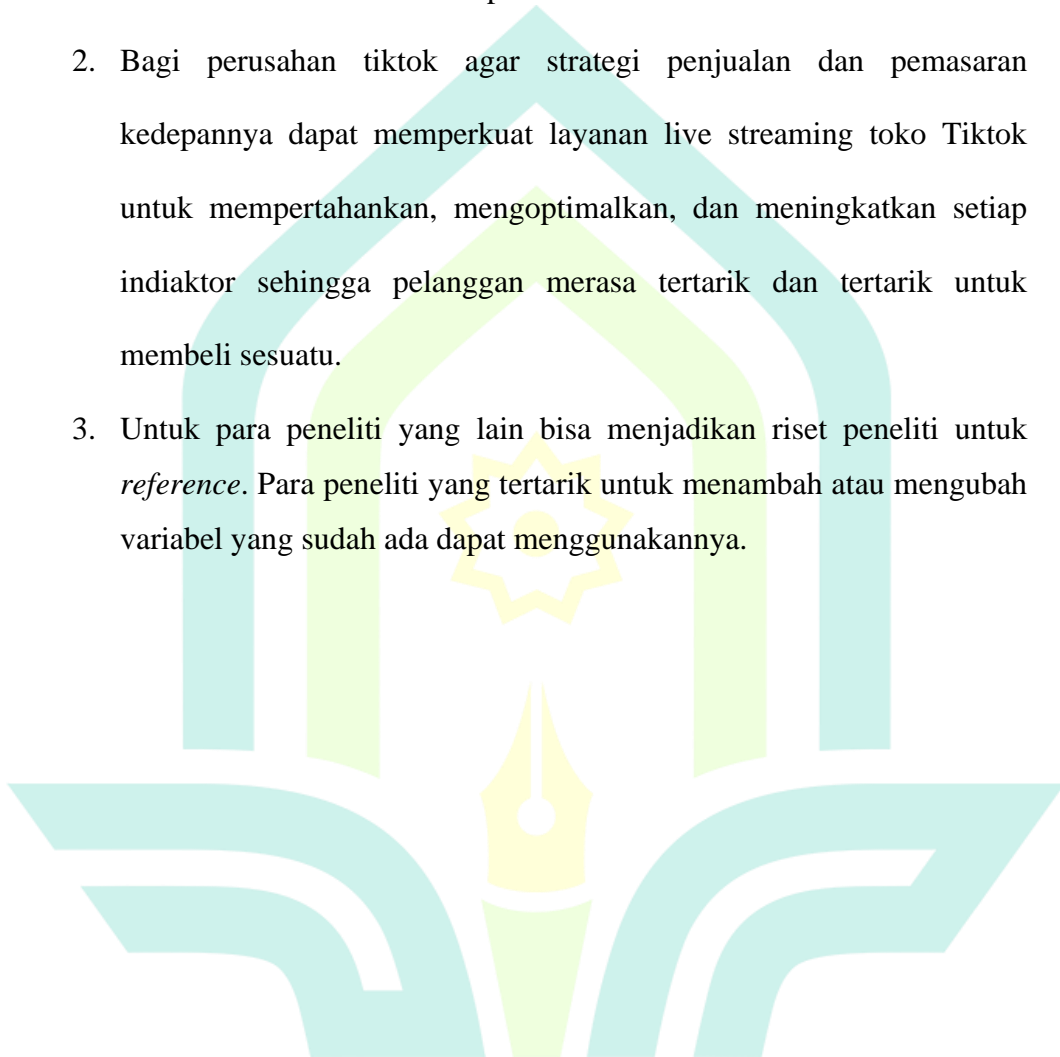 2. Bagi perusahan tiktok agar strategi penjualan dan pemasaran
kedepannya dapat memperkuat layanan live streaming toko Tiktok
untuk mempertahankan, mengoptimalkan, dan meningkatkan setiap
indiaktor sehingga pelanggan merasa tertarik dan tertarik untuk
membeli sesuatu.
3. Untuk para peneliti yang lain bisa menjadikan riset peneliti untuk
reference. Para peneliti yang tertarik untuk menambah atau mengubah
variabel yang sudah ada dapat menggunakannya.